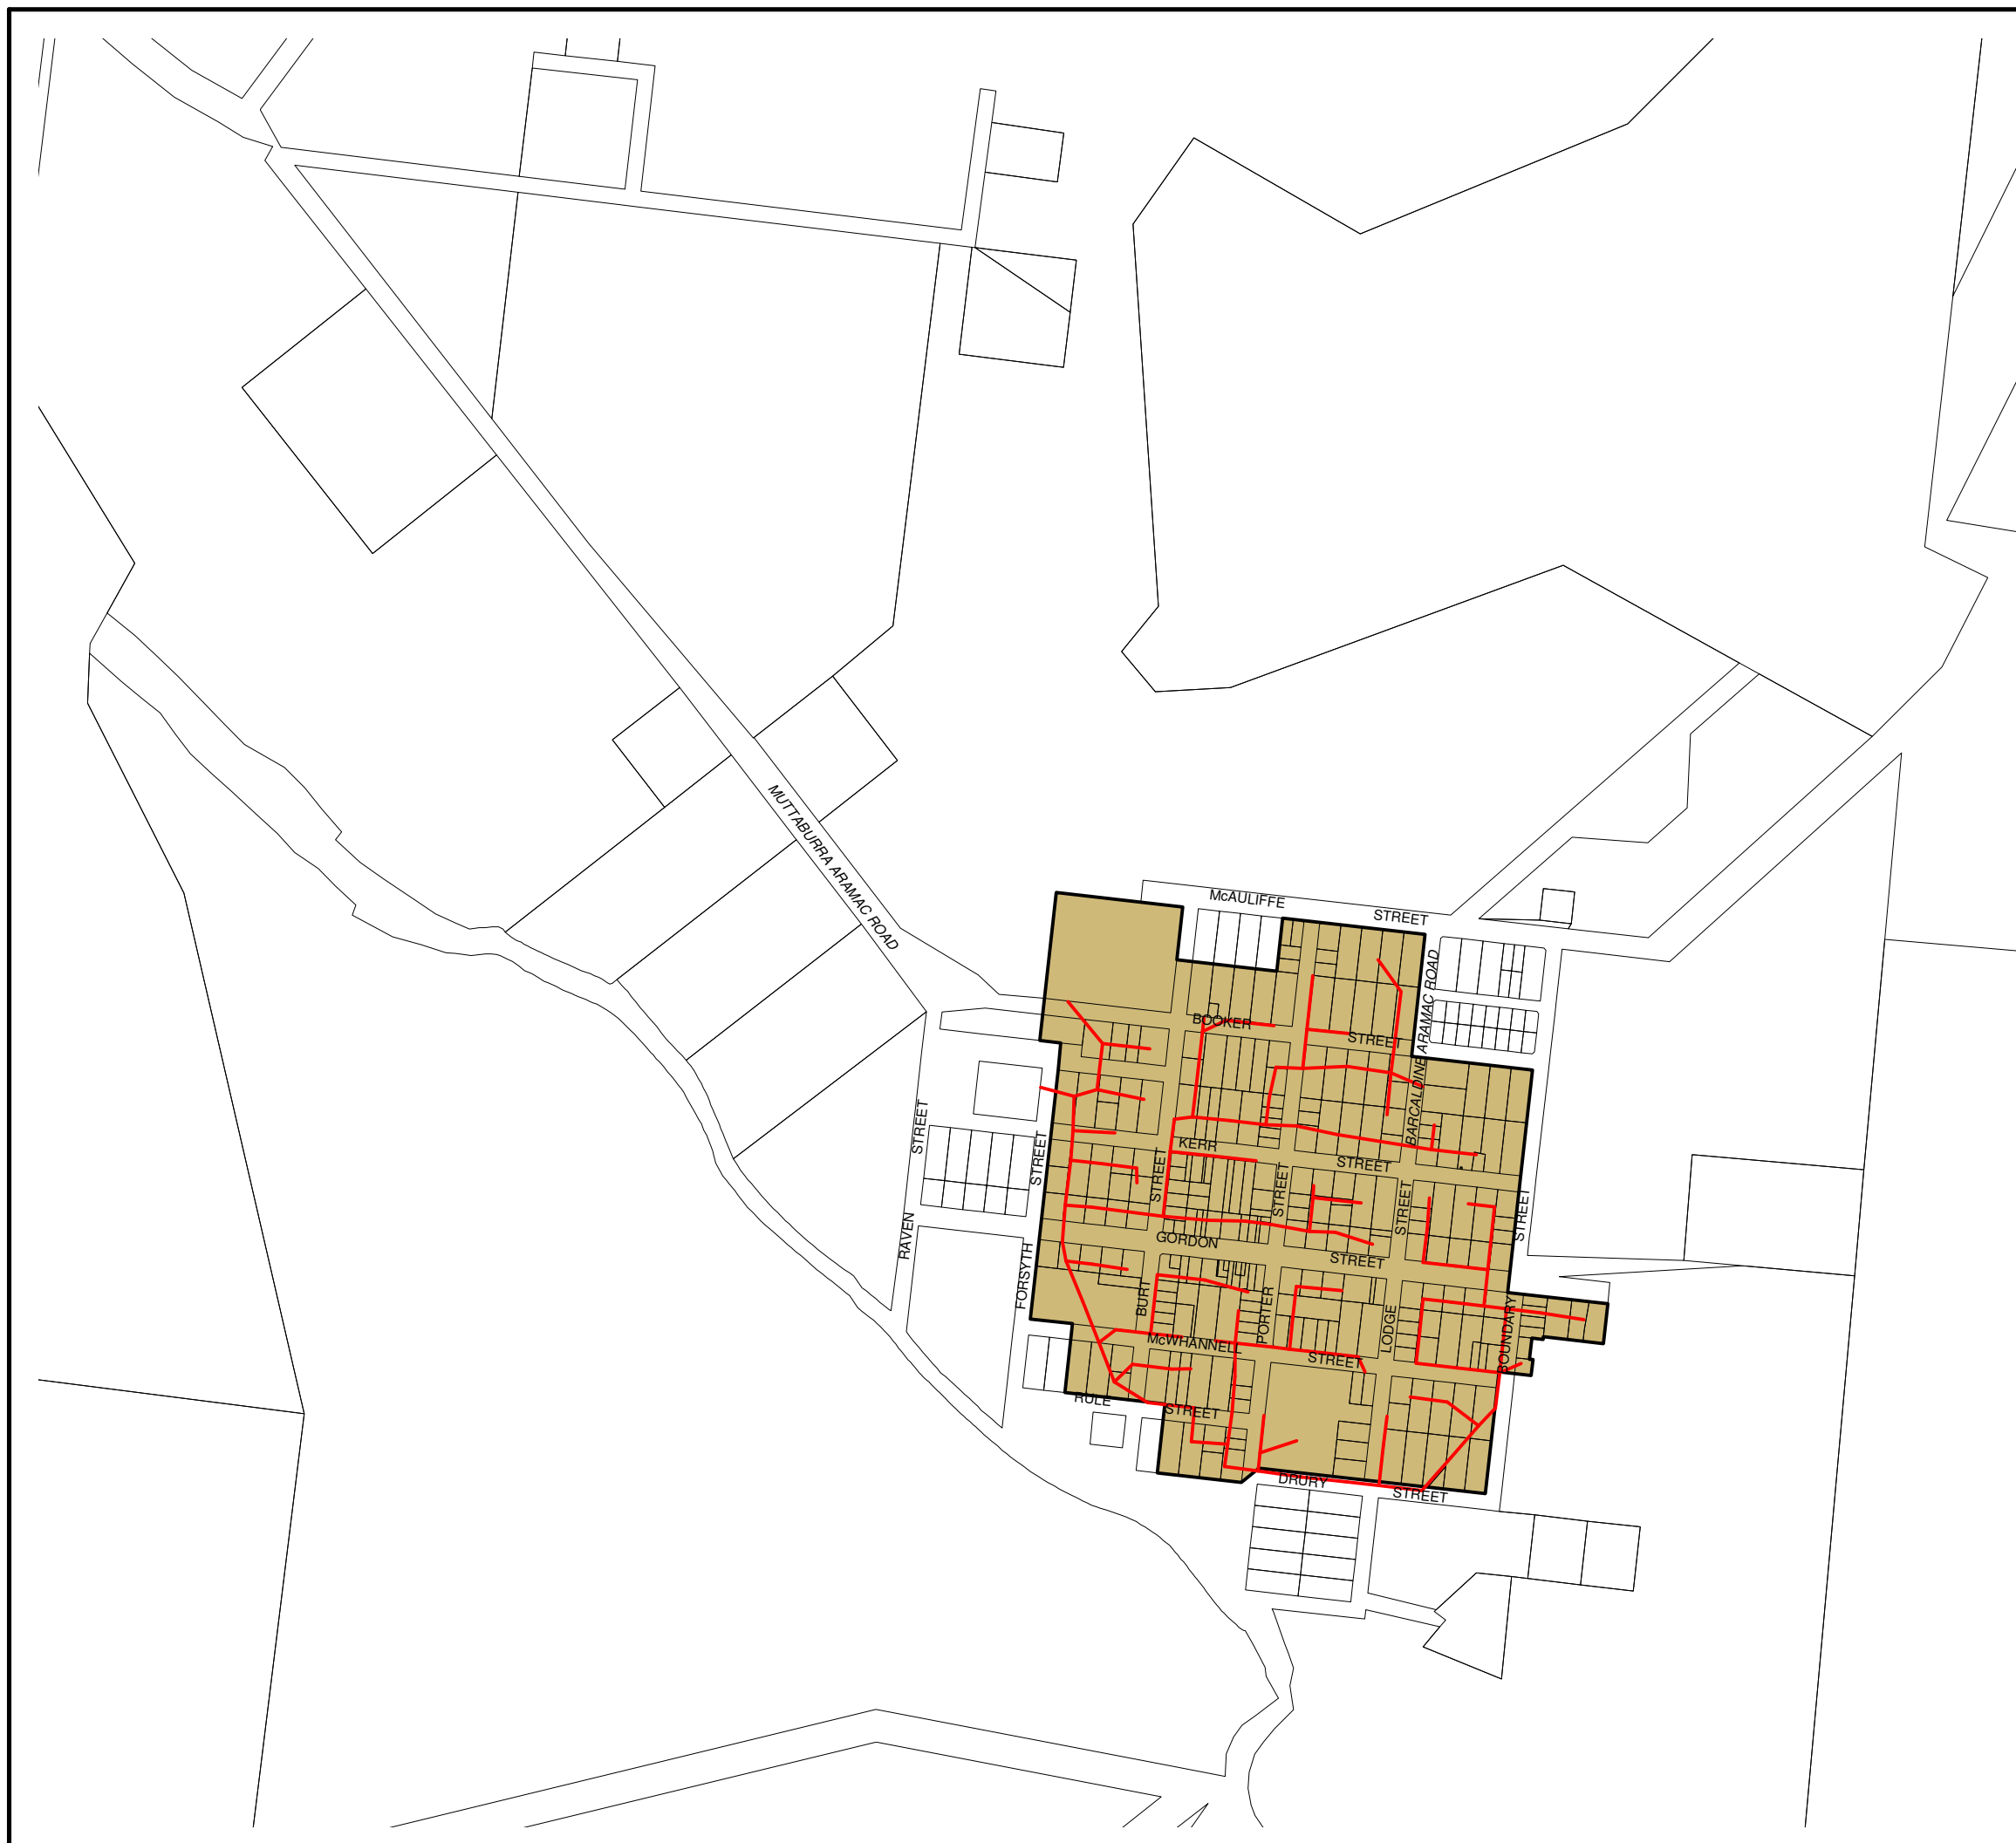 MUTTABURRA ARAMAC ROAD
McAULIFFE
STREET
BARCALDINE ARAMAC ROAD
BOOKER
STREET
KERR
STREET
STREET
STREET
STREET
STREET
STREET
STREET
RAVEN
FORSYTH
GORDON
STREET
BURT
PORTER
LODGE
BOUNDARY
McWHANNELL
STREET
RULE
STREET
DRURY
STREET